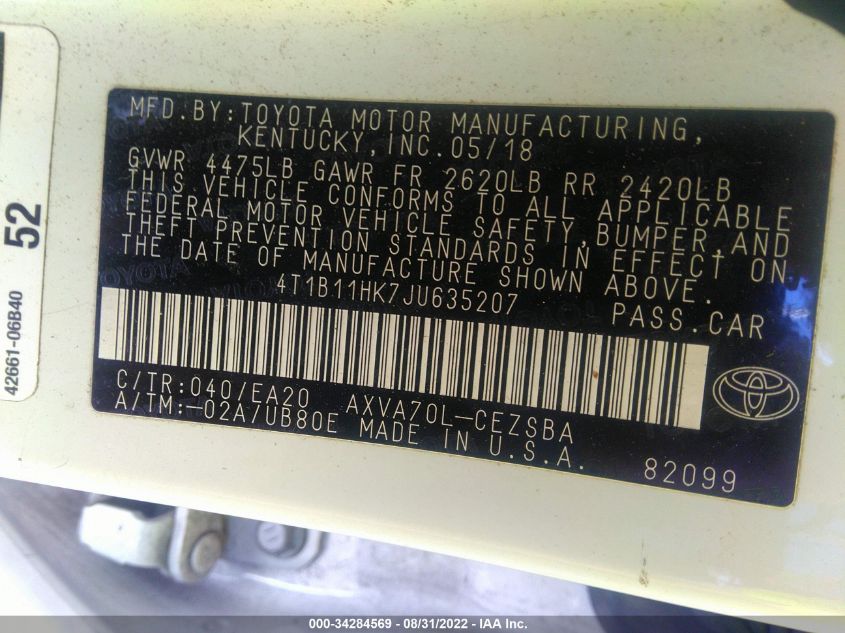 MFD.BY:TOYOTA MOTOR MANUFACTURING,
KENTUCKY,INC.05/18
GVWR 4475LB GAWR FR 2620LB RR 2420LB
THIS VEHICLE CONFORMS TO ALL APPLICABLE
FEDERAL MOTOR VEHICLE SAFETY,BUMPER,AND
THEFT PREVENTION STANDARDS IN EFFECT ON
THE DATE OF MANUFACTURE SHOWN ABOVE.
4T1B11HK7JU635207
PASS.CAR
C/TR:040/EA20 AXVA70L-CEZSBA
A/TM:-02A/UB80E MADE IN U.S.A.
82099
52
42661-06B40
000-34284569 - 08/31/2022 - IAA Inc.